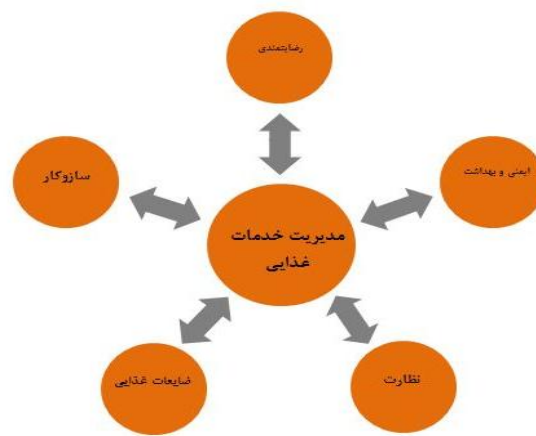 رضایتمندی
سازوکار
ایمنی و بهداشت
مدیریت خدمات
غذایی
ضایعات غذایی
نظارت